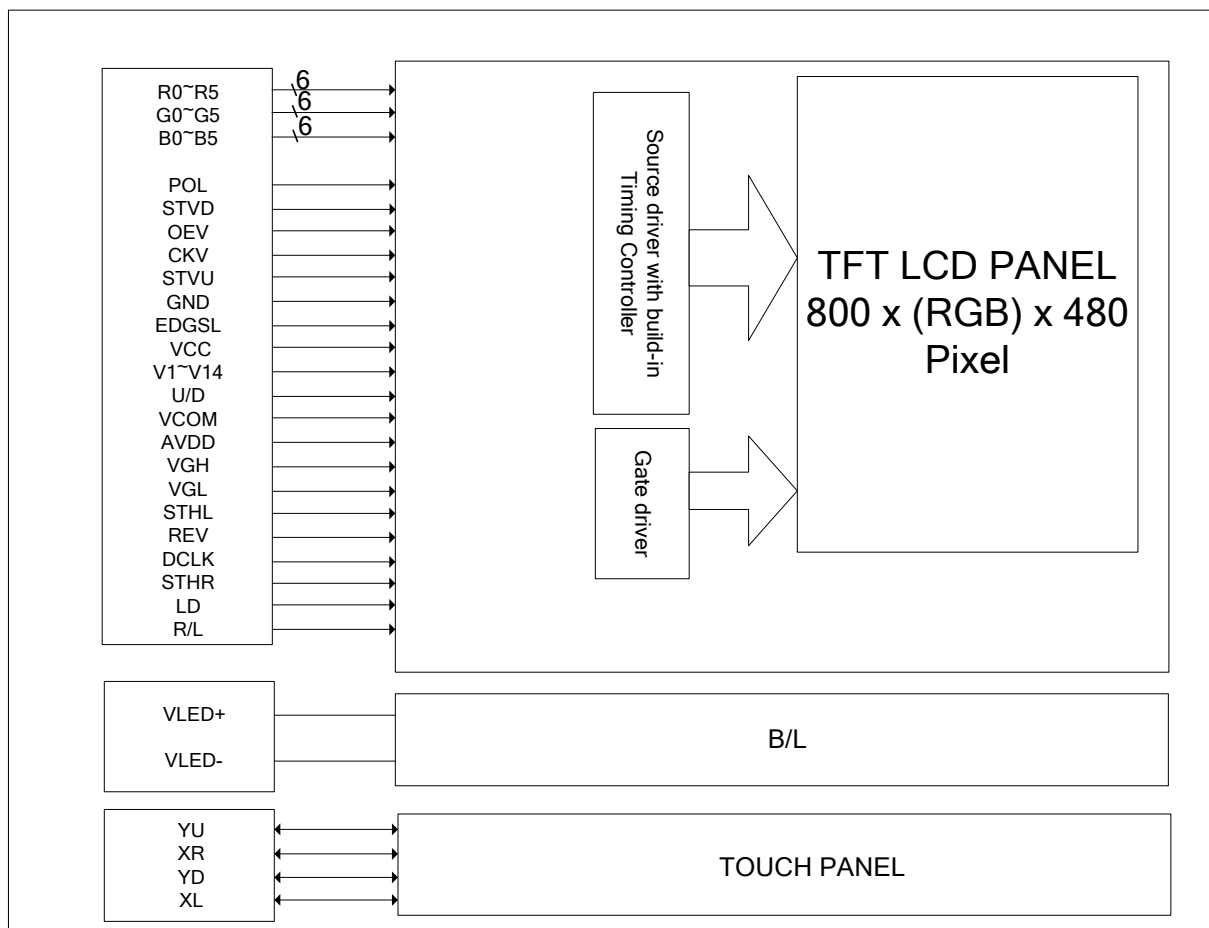 R0~R5
6
G0~G5
6
B0~B5
6
POL
STVD
OEV
CKV
STVU
GND
EDGSL
VCC
V1~V14
U/D
VCOM
AVDD
VGH
VGL
STHL
REV
DCLK
STHR
LD
R/L
Source driver with build-in
Timing Controller
Gate driver
TFT LCD PANEL
800 x (RGB) x 480
Pixel
VLED+
VLED-
B/L
YU
XR
YD
XL
TOUCH PANEL